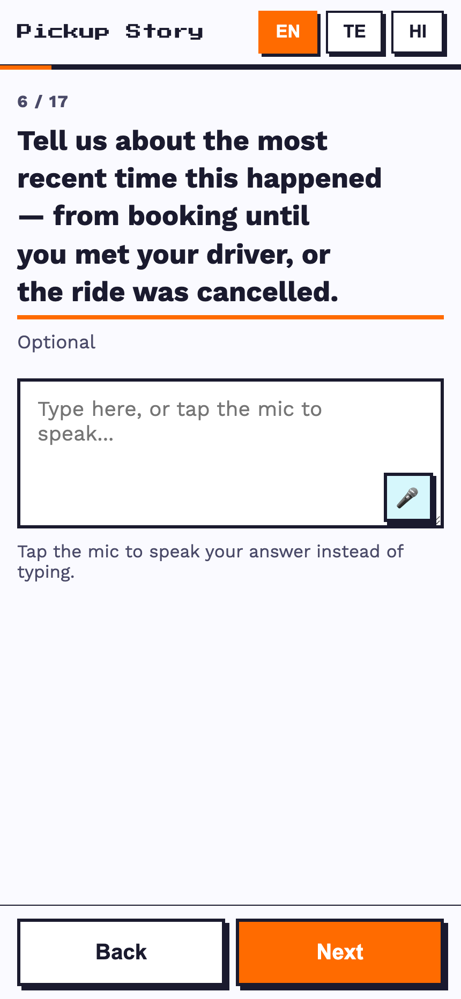 Pickup Story
EN
TE
HI
6 / 17
Tell us about the most
recent time this happened
— from booking until
you met your driver, or
the ride was cancelled.
Optional
Type here, or tap the mic to
speak...
Tap the mic to speak your answer instead of
typing.
Back
Next